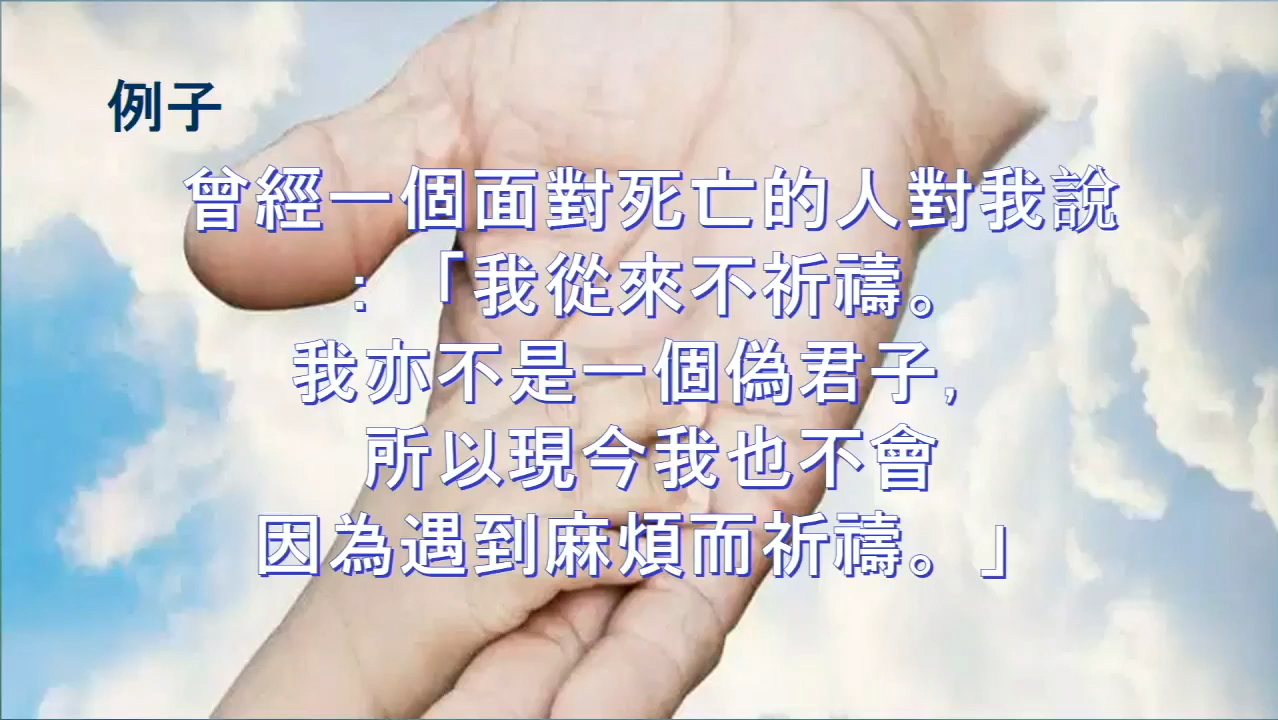 例子
曾經一個面對死亡的人對我說
：「我從來不祈禱。
我亦不是一個偽君子,
所以現今我也不會
因為遇到麻煩而祈禱。」